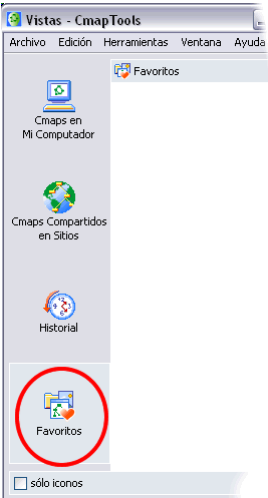 Vistas - CmapTools
Archivo Edición Herramientas Ventana Ayuda
Favoritos
Cmaps en
Mi Computador
Cmaps Compartidos
en Sitios
Historial
Favoritos
sólo iconos